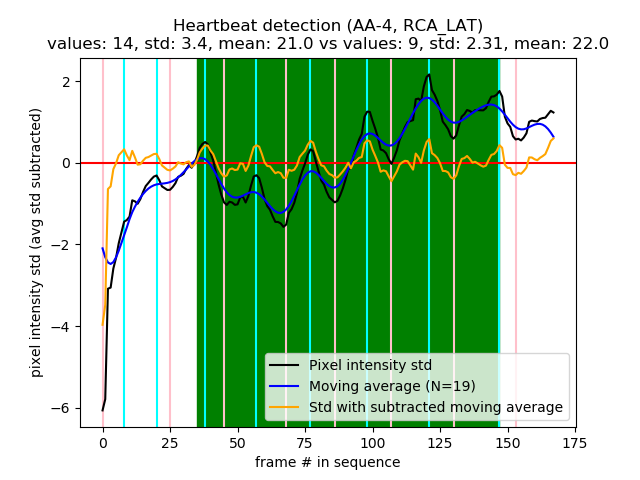 Heartbeat detection (AA-4, RCA_LAT)
values: 14, std: 3.4, mean: 21.0 vs values: 9, std: 2.31, mean: 22.0
pixel intensity std (avg std subtracted)
2
0
−2
−4
−6
Pixel intensity std
Moving average (N=19)
Std with subtracted moving average
0 25 50 75 100 125 150 175
frame # in sequence